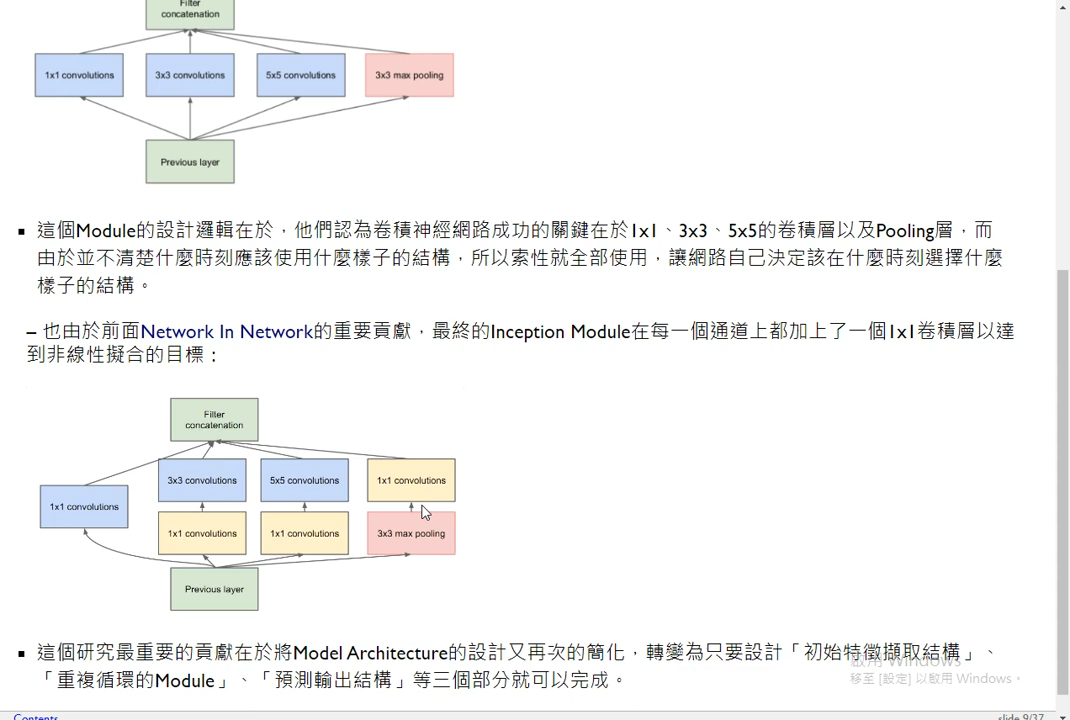 Filter
concatenation
1x1 convolutions
3x3 convolutions
5x5 convolutions
3x3 max pooling
Previous layer
▪ 這個Module的設計邏輯在於，他們認為卷積神經網路成功的關鍵在於1x1、3x3、5x5的卷積層以及Pooling層，而
由於並不清楚什麼時刻應該使用什麼樣子的結構，所以索性就全部使用，讓網路自己決定該在什麼時刻選擇什麼
樣子的結構。
– 也由於前面Network In Network的重要貢獻，最終的Inception Module在每一個通道上都加上了一個1x1卷積層以達
到非線性擬合的目標：
Filter
concatenation
3x3 convolutions
5x5 convolutions
1x1 convolutions
1x1 convolutions
1x1 convolutions
1x1 convolutions
3x3 max pooling
Previous layer
▪ 這個研究最重要的貢獻在於將Model Architecture的設計又再次的簡化，轉變為只要設計「初始特徵擷取結構」、
「重複循環的Module」、「預測輸出結構」等三個部分就可以完成。
啟用 Windows
移至 [設定] 以啟用 Windows。
Contents
slide 9/37